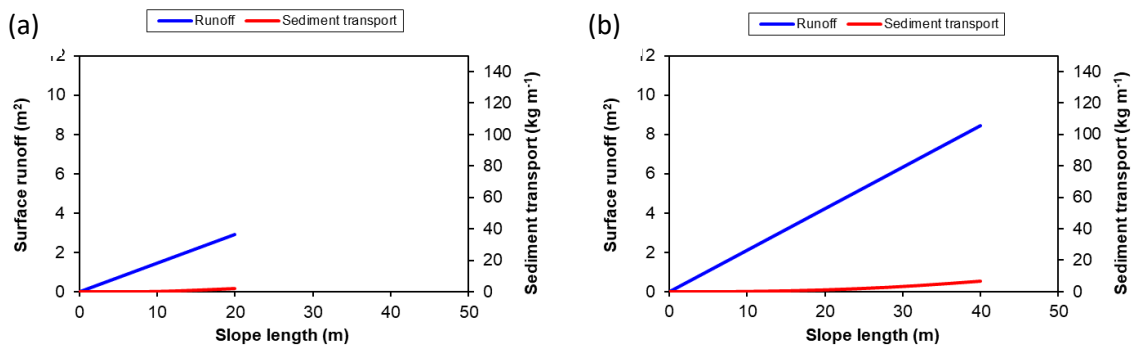 (a)
Runoff Sediment transport
12
10
8
6
4
2
0
140
120
100
80
60
40
20
0
0 10 20 30 40 50
Surface runoff (m²)
Sediment transport (kg m⁻¹)
Slope length (m)
(b)
Runoff Sediment transport
12
10
8
6
4
2
0
140
120
100
80
60
40
20
0
0 10 20 30 40 50
Surface runoff (m²)
Sediment transport (kg m⁻¹)
Slope length (m)